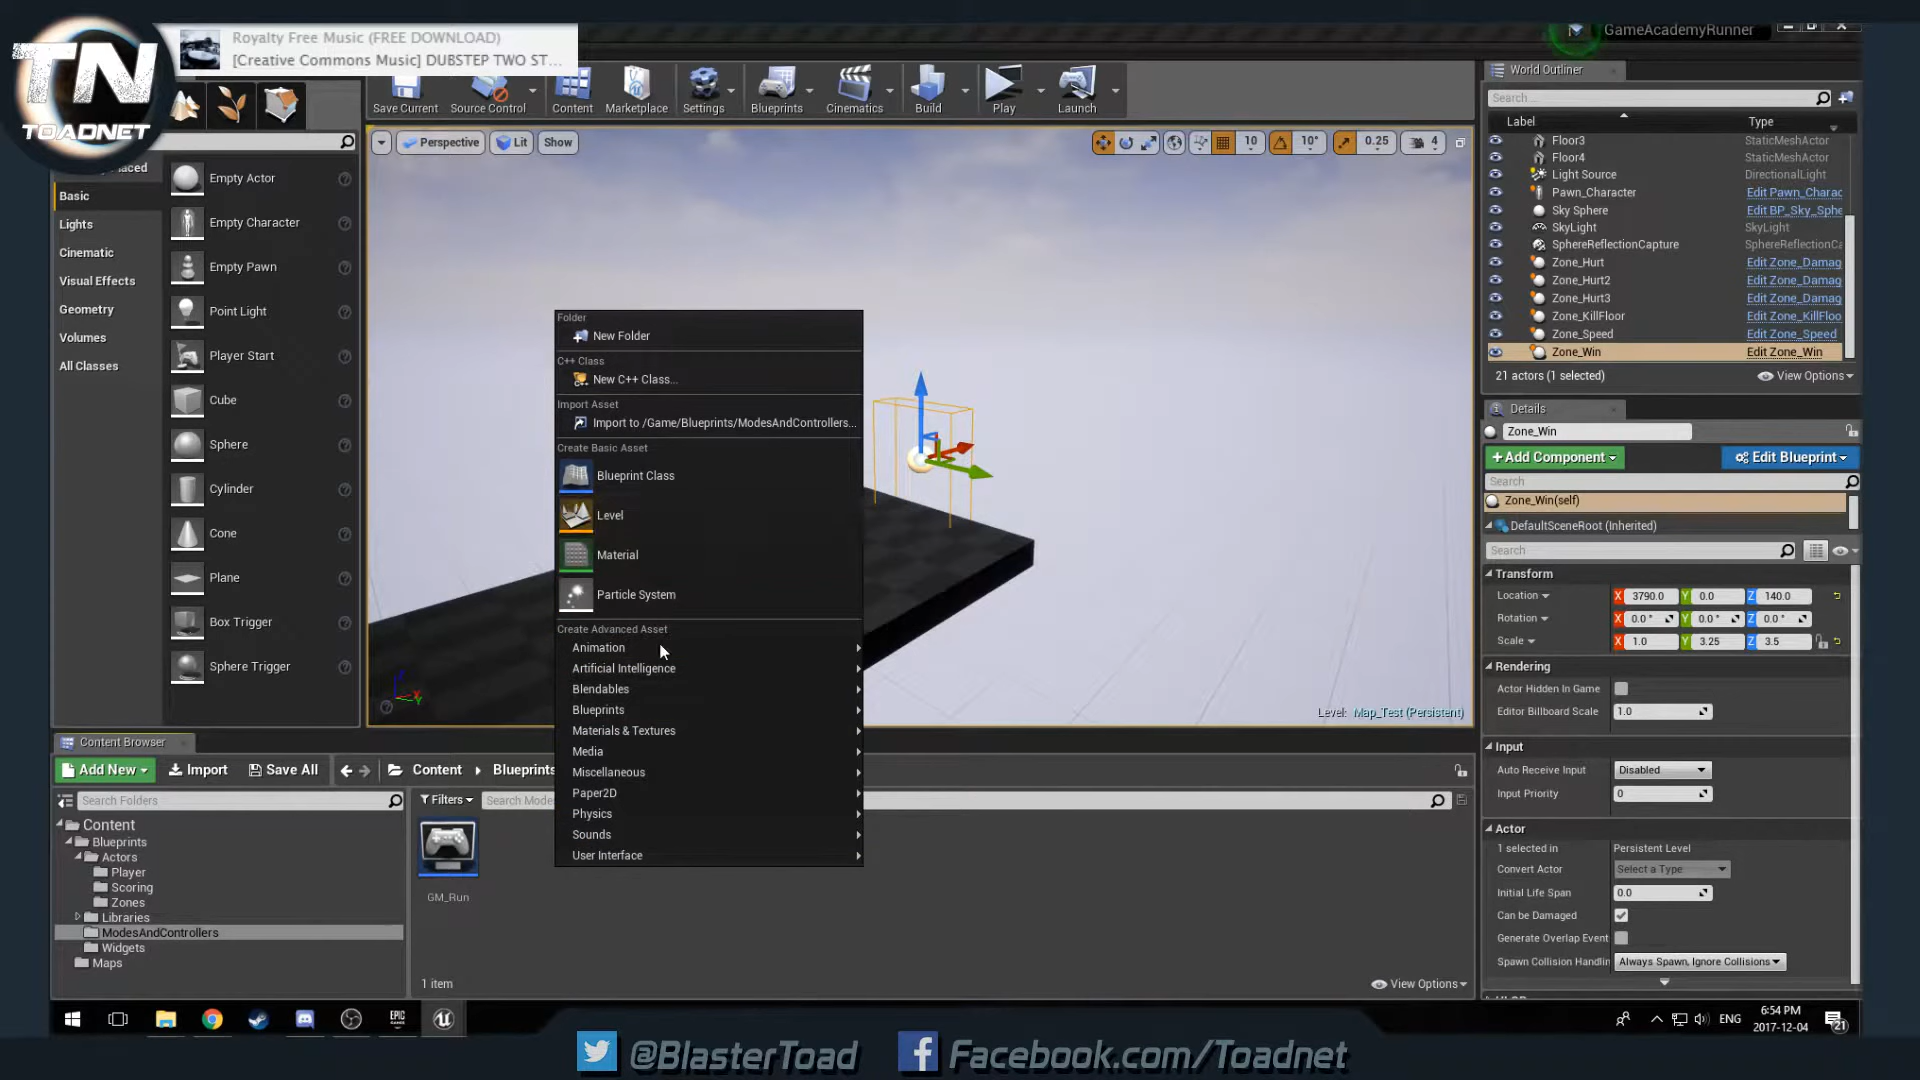 TN
TOADNET
Royalty Free Music (FREE DOWNLOAD)
[Creative Commons Music] DUBSTEP TWO ST...
GameAcademyRunner
Save Current
Source Control
Content
Marketplace
Settings
Blueprints
Cinematics
Build
Play
Launch
Basic
Lights
Cinematic
Visual Effects
Geometry
Volumes
All Classes
Empty Actor
Empty Character
Empty Pawn
Point Light
Player Start
Cube
Sphere
Cylinder
Cone
Plane
Box Trigger
Sphere Trigger
Perspective
Lit
Show
10
10°
0.25
4
Folder
New Folder
C++ Class
New C++ Class...
Import Asset
Import to /Game/Blueprints/ModesAndControllers...
Create Basic Asset
Blueprint Class
Level
Material
Particle System
Create Advanced Asset
Animation
Artificial Intelligence
Blendables
Blueprints
Materials & Textures
Media
Miscellaneous
Paper2D
Physics
Sounds
User Interface
Level: Map_Test (Persistent)
World Outliner
Search...
Label Type
Floor3 StaticMeshActor
Floor4 StaticMeshActor
Light Source DirectionalLight
Pawn_Character Edit Pawn_Charac
Sky Sphere Edit BP_Sky_Sphe
SkyLight SkyLight
SphereReflectionCapture SphereReflectionCa
Zone_Hurt Edit Zone_Damag
Zone_Hurt2 Edit Zone_Damag
Zone_Hurt3 Edit Zone_Damag
Zone_KillFloor Edit Zone_KillFloo
Zone_Speed Edit Zone_Speed
Zone_Win Edit Zone_Win
21 actors (1 selected) View Options
Details
Zone_Win
+Add Component Edit Blueprint
Search
Zone_Win(self)
DefaultSceneRoot (Inherited)
Search
Transform
Location X 3790.0 Y 0.0 Z 140.0
Rotation X 0.0° Y 0.0° Z 0.0°
Scale X 1.0 Y 3.25 Z 3.5
Rendering
Actor Hidden In Game
Editor Billboard Scale 1.0
Input
Auto Receive Input Disabled
Input Priority 0
Actor
1 selected in Persistent Level
Convert Actor Select a Type
Initial Life Span 0.0
Can be Damaged
Generate Overlap Event
Spawn Collision Handlin Always Spawn, Ignore Collisions
Content Browser
Add New Import Save All Content Blueprints
Search Folders
Filters Search Mode
Content
Blueprints
Actors
Player
Scoring
Zones
Libraries
ModesAndControllers
Widgets
Maps
GM_Run
1 item View Options
EPIC GAMES
ENG
6:54 PM
2017-12-04
21
@BlasterToad
f Facebook.com/Toadnet